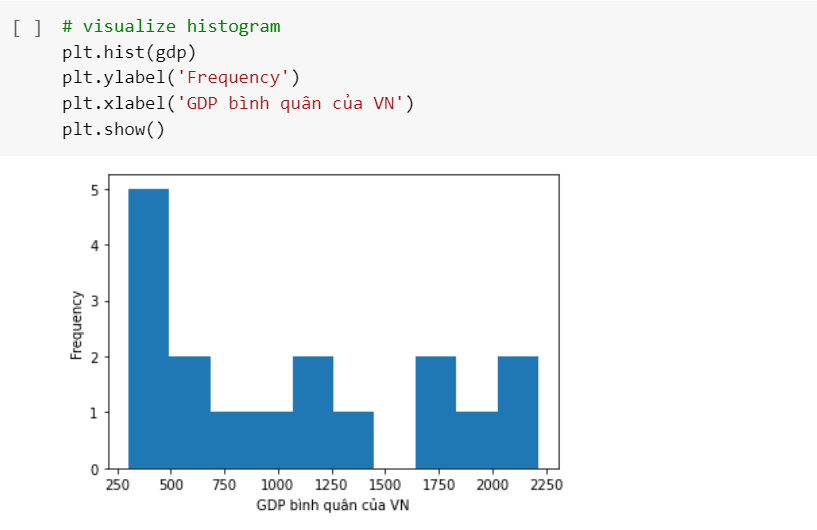 [ ] # visualize histogram
plt.hist(gdp)
plt.ylabel('Frequency')
plt.xlabel('GDP bình quân của VN')
plt.show()
5
4
3
2
1
0
Frequency
250 500 750 1000 1250 1500 1750 2000 2250
GDP bình quân của VN